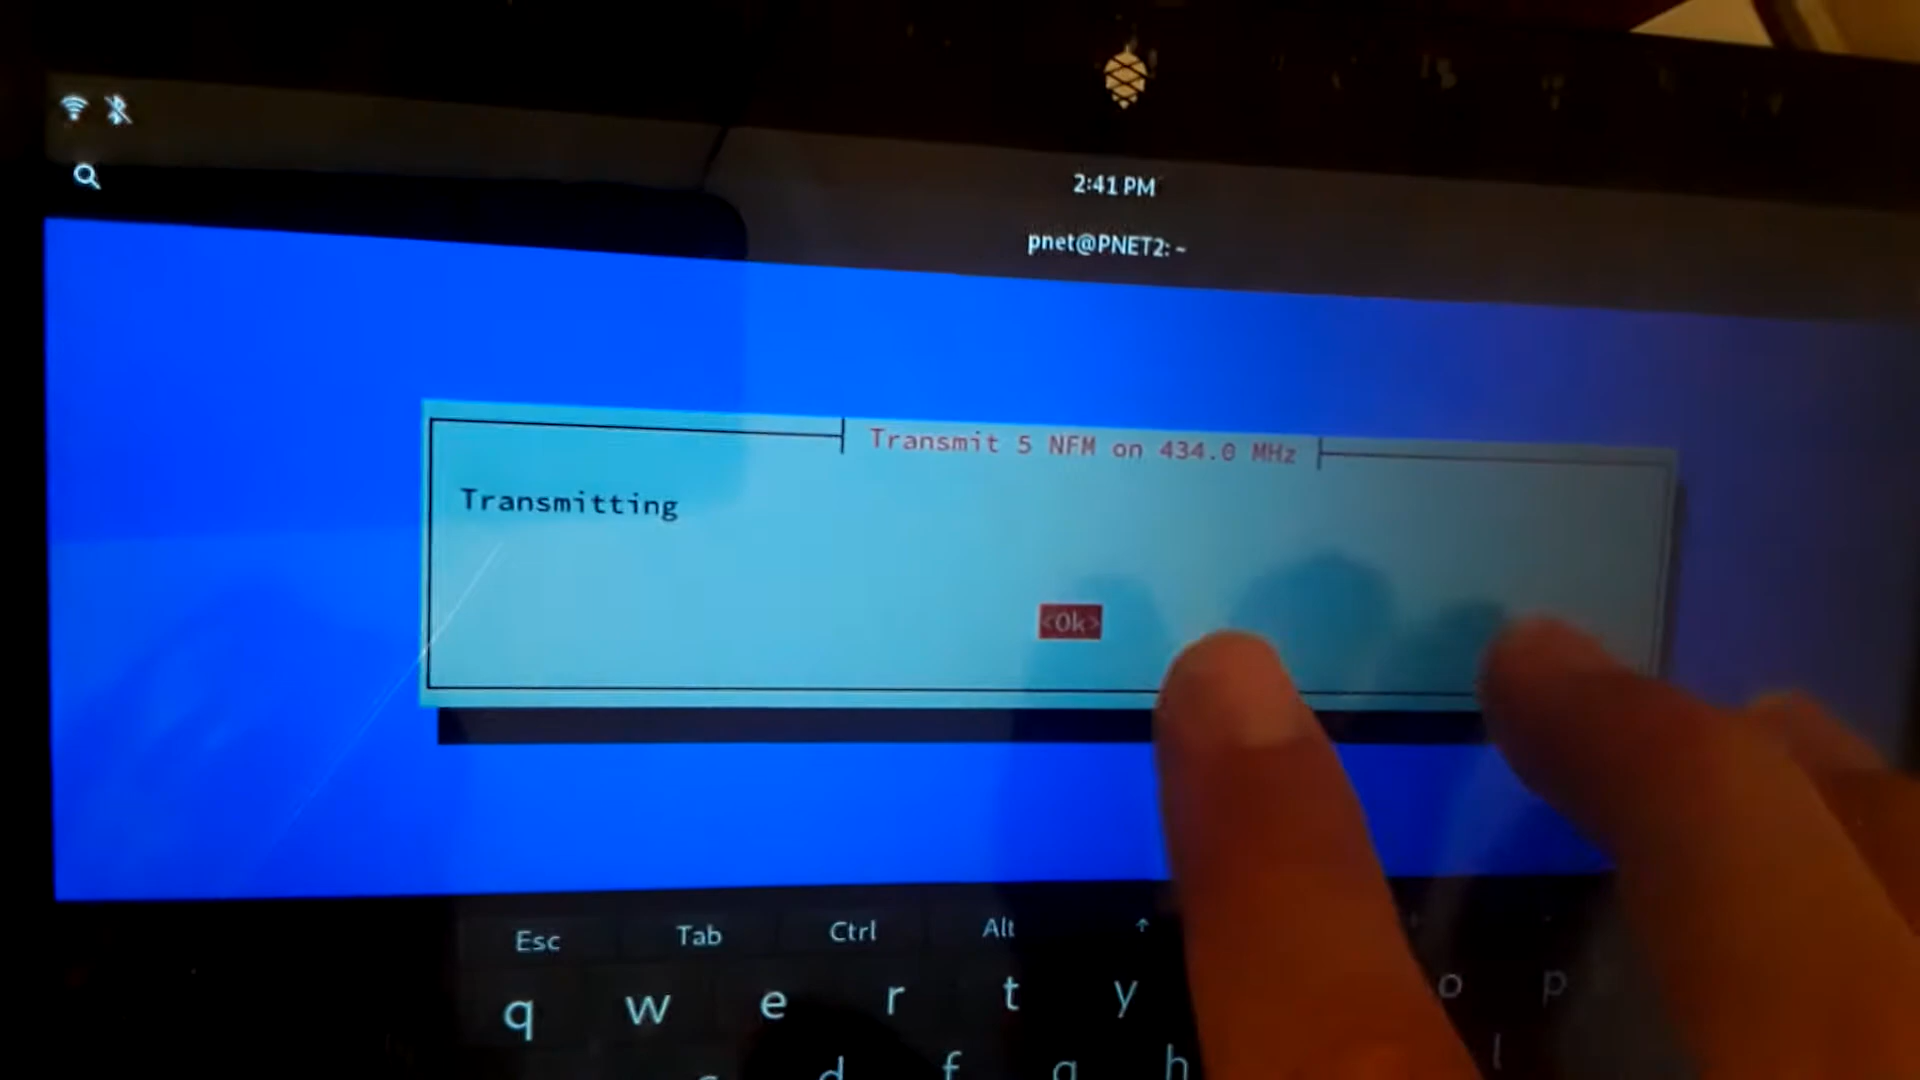 2:41 PM
pnet@PNET2: ~
Transmit 5 NFM on 434.0 MHz
Transmitting
<Ok>
Esc Tab Ctrl Alt ↑
q w e r t y o p
d f g h l